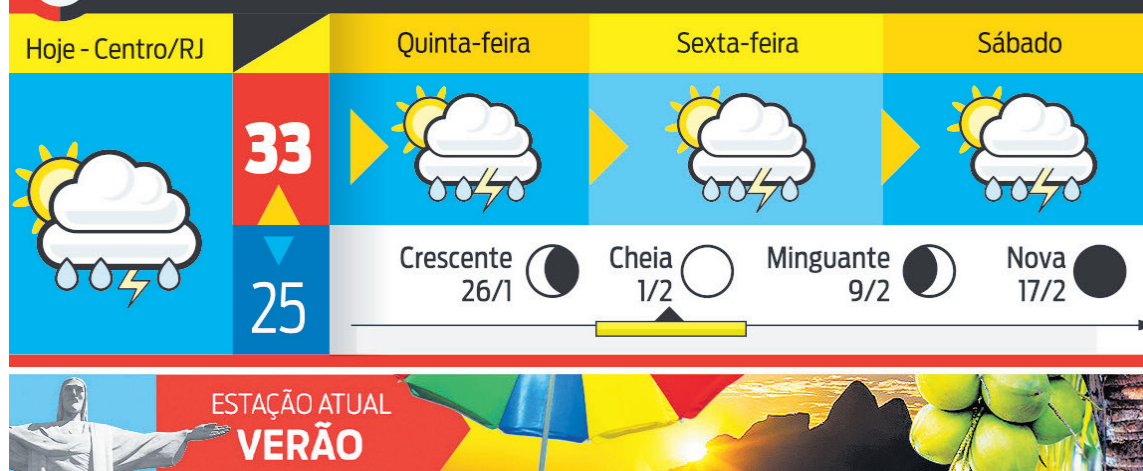 Hoje - Centro/RJ
Quinta-feira
Sexta-feira
Sábado
33
25
Crescente
26/1
Cheia
1/2
Minguante
9/2
Nova
17/2
ESTAÇÃO ATUAL
VERÃO